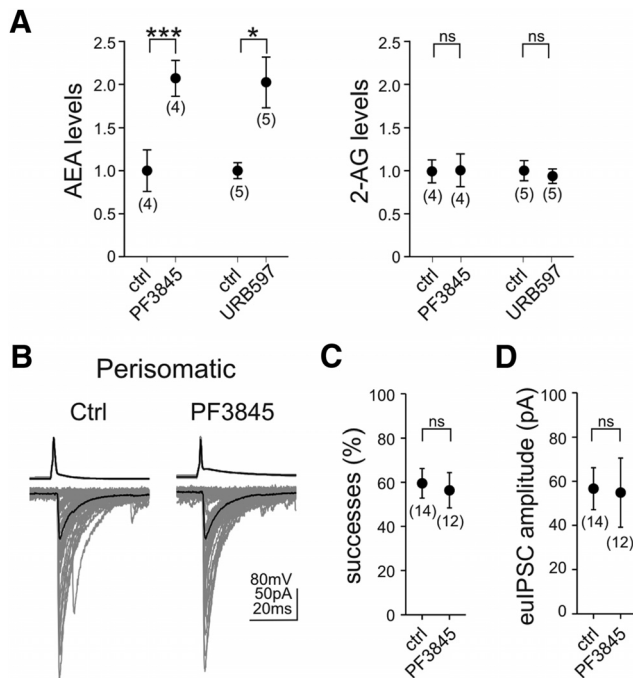 A
AEA levels
2.5
2.0
1.5
1.0
0.5
0
***
*
(4)
(4)
(5)
(5)
ctrl
PF3845
ctrl
URB597
2-AG levels
2.5
2.0
1.5
1.0
0.5
0
ns
ns
(4)
(4)
(5)
(5)
ctrl
PF3845
ctrl
URB597
B
Perisomatic
Ctrl
PF3845
80mV
50pA
20ms
C
successes (%)
100
80
60
40
60
80
0
ns
(14)
(12)
ctrl
PF3845
D
euIPSC amplitude (pA)
100
80
60
40
20
0
ns
(14)
(12)
ctrl
PF3845